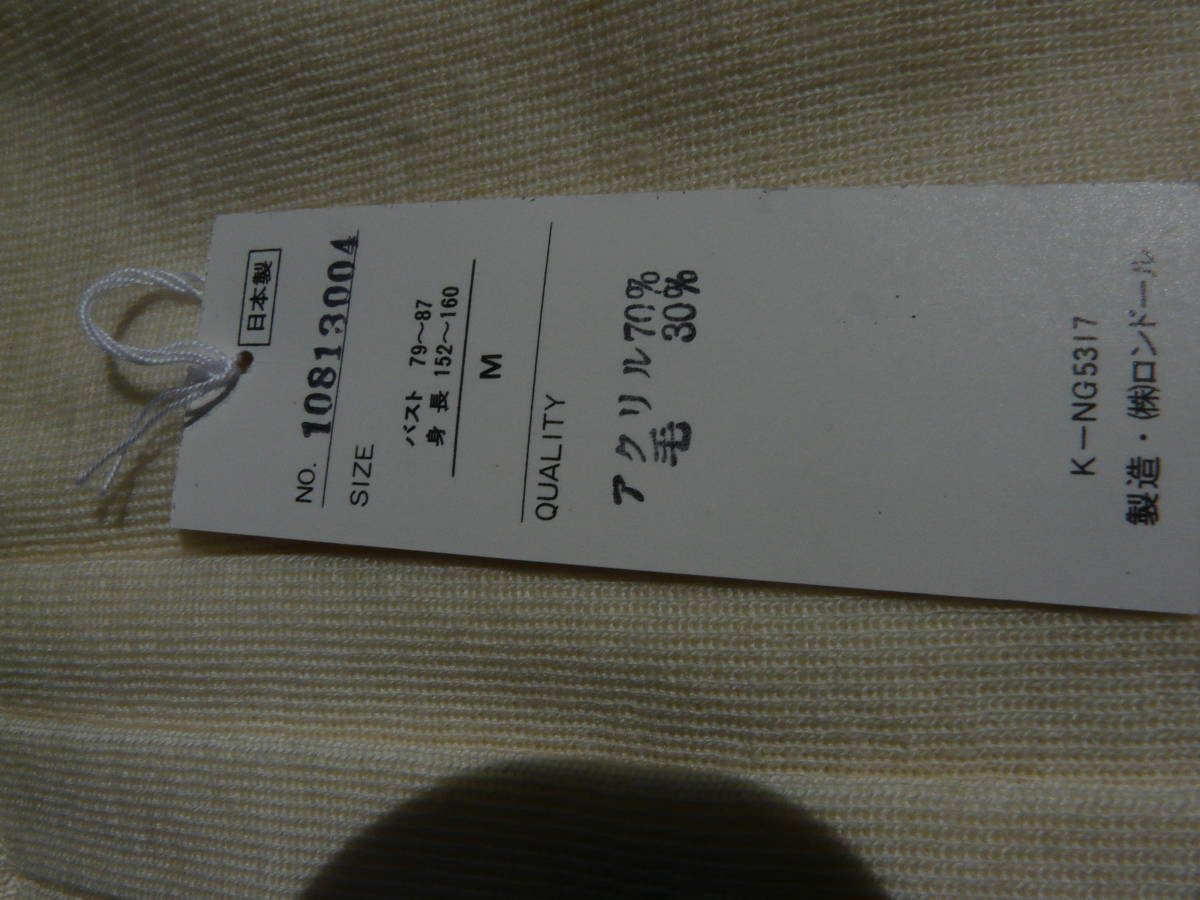 日本製
NO. 10813004
SIZE
バスト 79～87
身長 152～160
M
QUALITY
アクリル 70%
毛 30%
K-NG5317
製造・(株)ロンドール